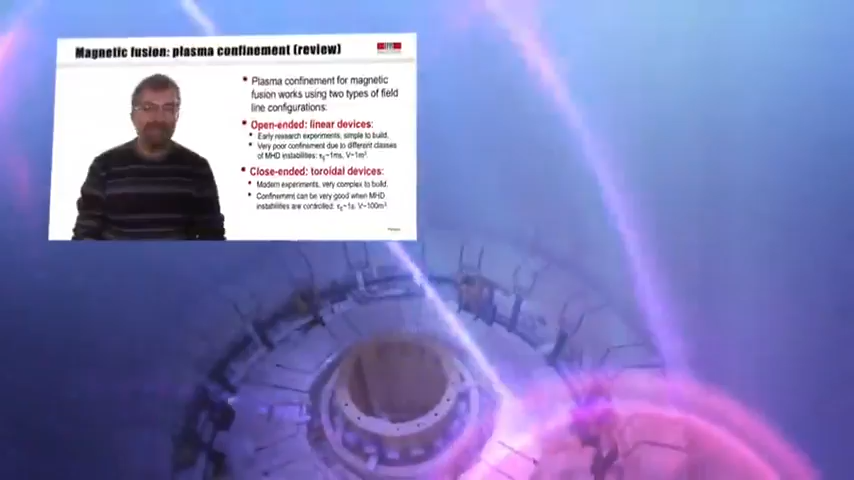 Magnetic fusion: plasma confinement (review)
• Plasma confinement for magnetic
fusion works using two types of field
line configurations:
• Open-ended: linear devices:
• Early research experiments, simple to build.
• Very poor confinement due to different classes
of MHD instabilities: τE~1ms, V~1m³.
• Close-ended: toroidal devices:
• Modern experiments, very complex to build.
• Confinement can be very good when MHD
instabilities are controlled: τE~1s, V~100m³.